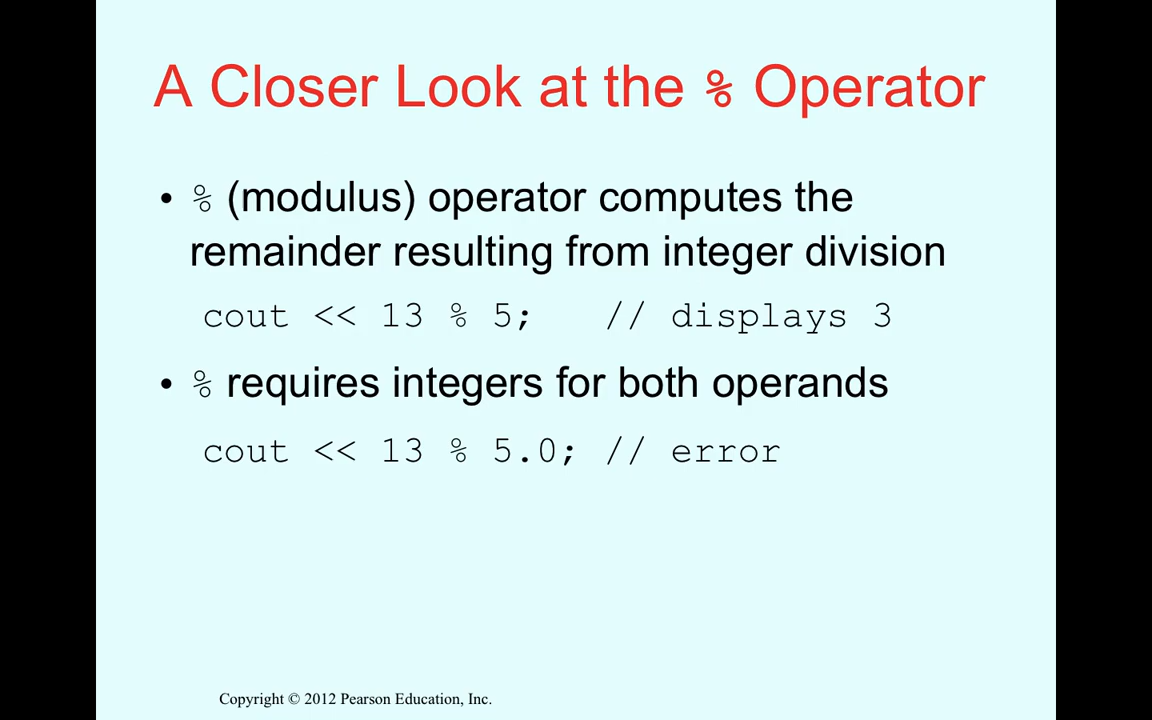 A Closer Look at the % Operator
• % (modulus) operator computes the
remainder resulting from integer division
cout << 13 % 5;   // displays 3
• % requires integers for both operands
cout << 13 % 5.0; // error
Copyright © 2012 Pearson Education, Inc.